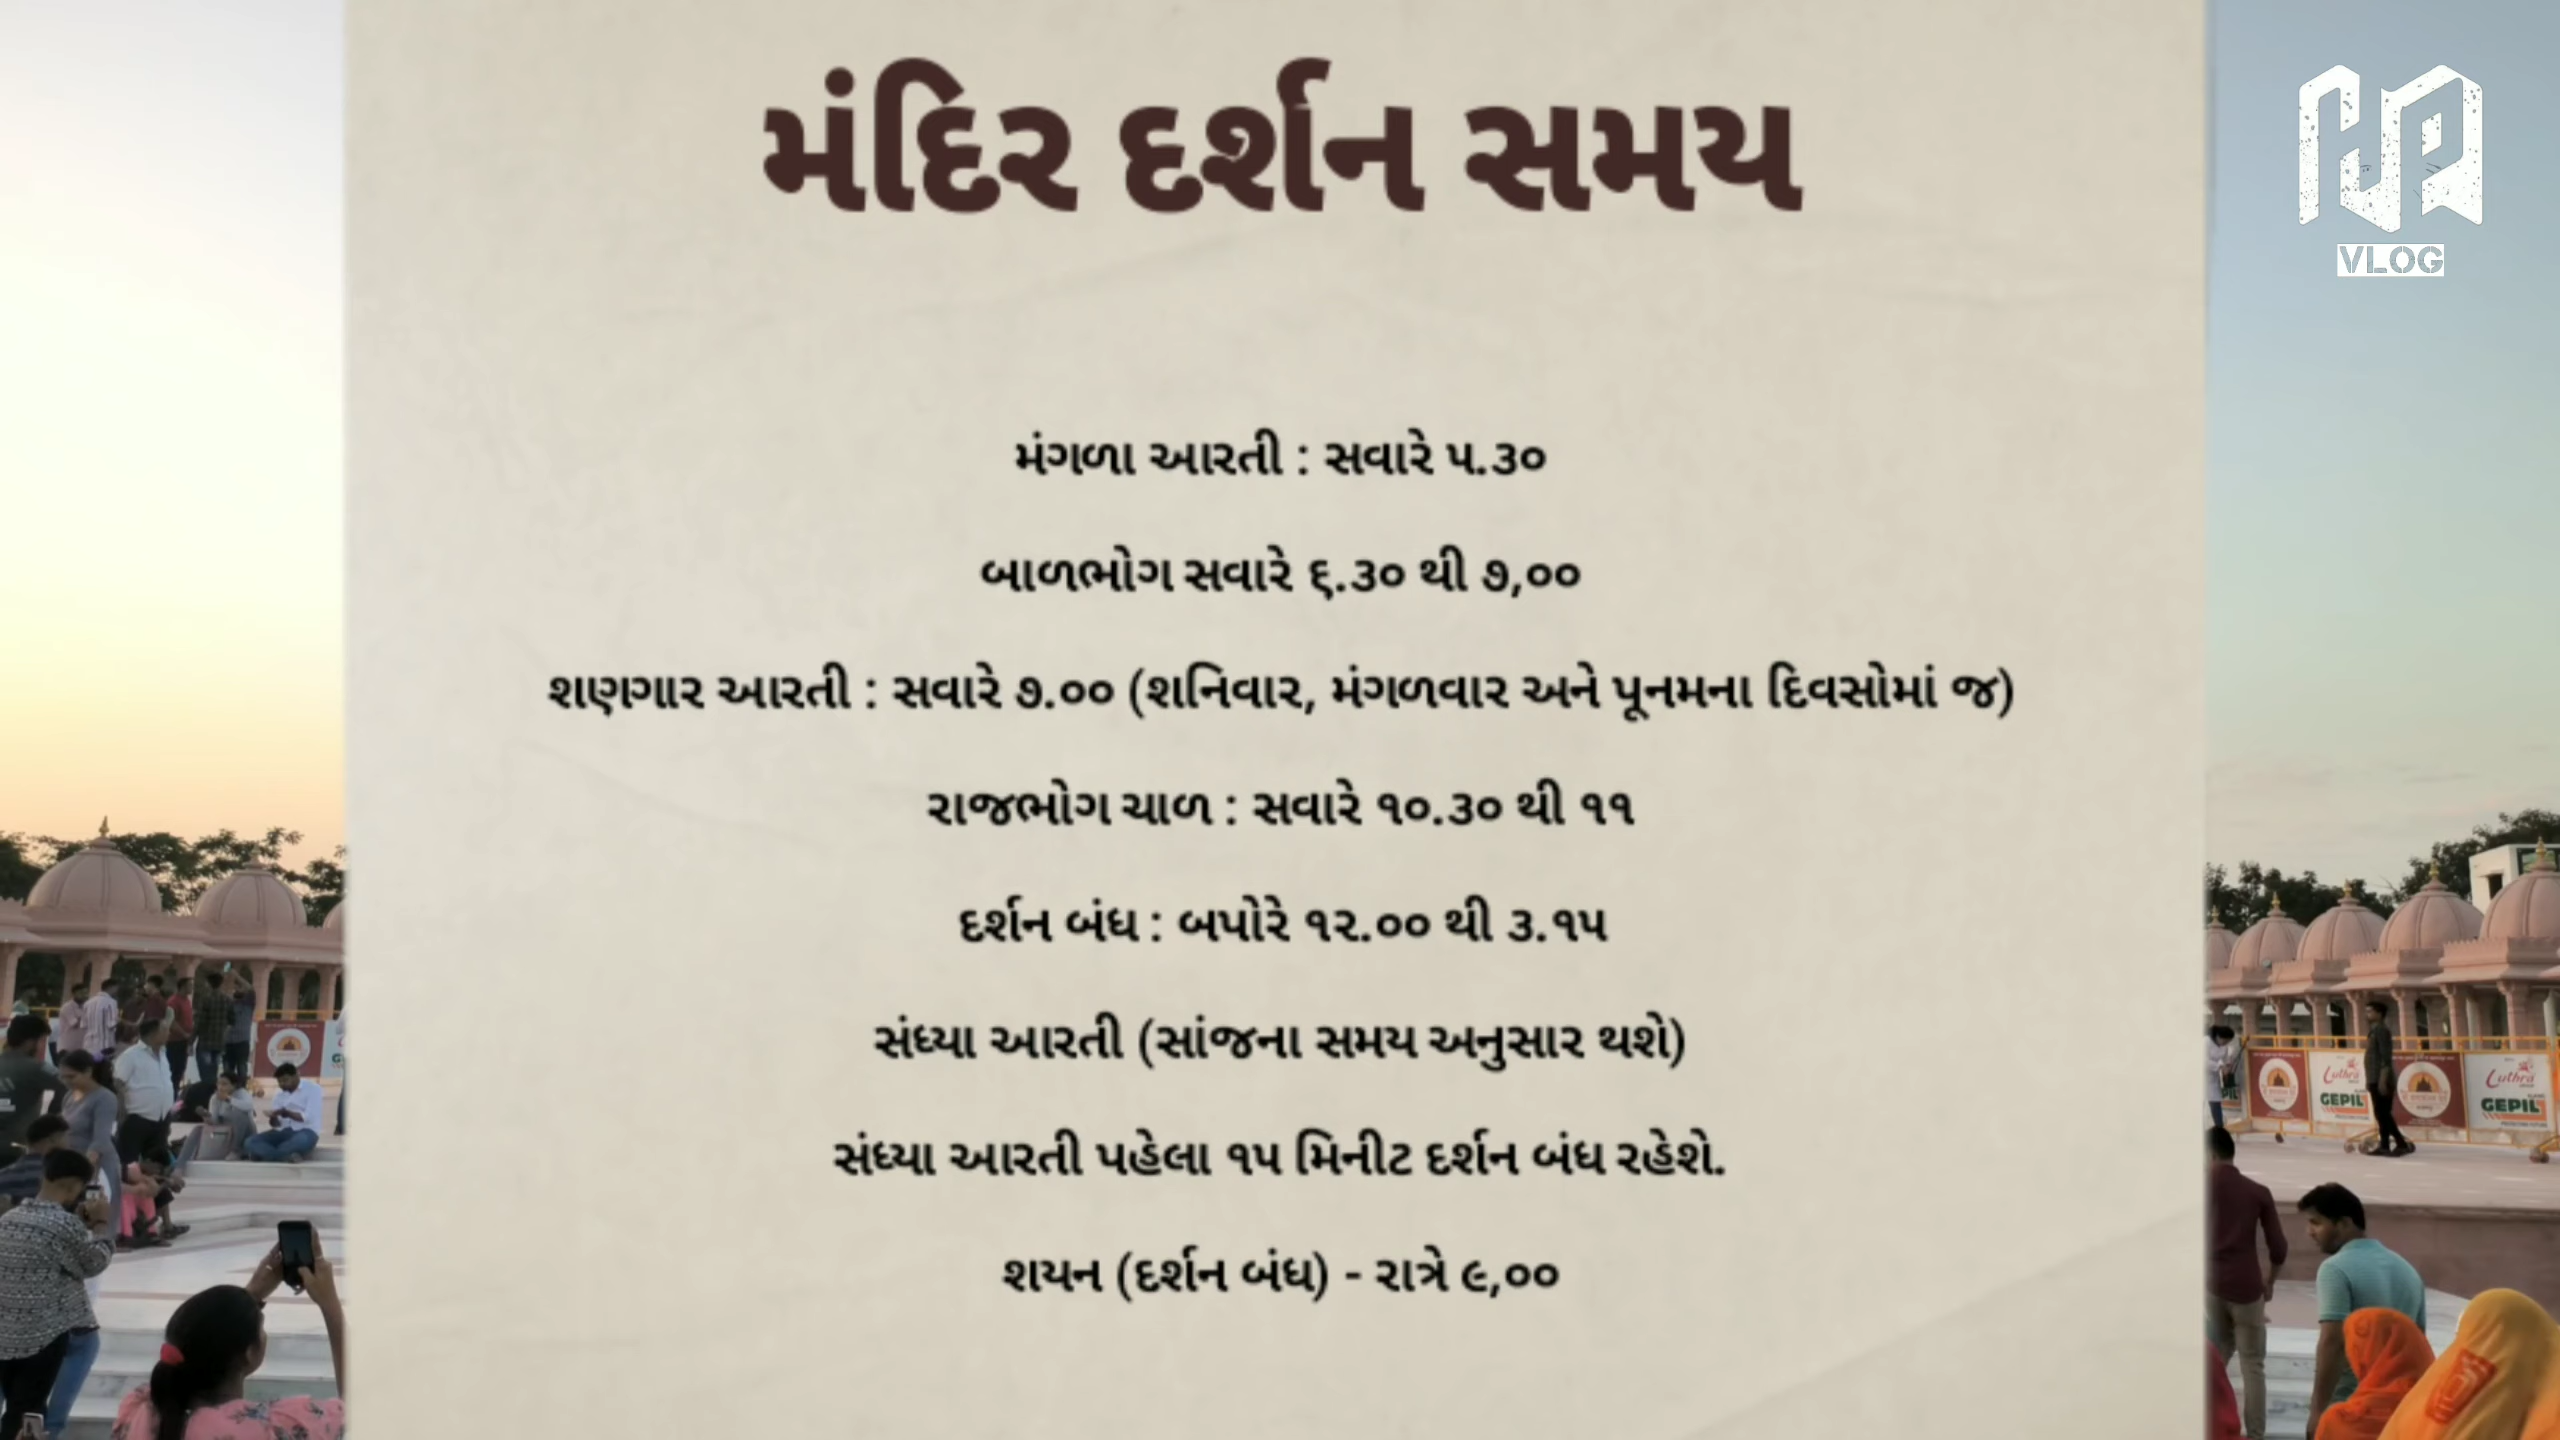 મંદિર દર્શન સમય
મંગળા આરતી : સવારે ૫.૩૦
બાળભોગ સવારે ૬.૩૦ થી ૭,૦૦
શણગાર આરતી : સવારે ૭.૦૦ (શનિવાર, મંગળવાર અને પૂનમના દિવસોમાં જ)
રાજભોગ ચાળ : સવારે ૧૦.૩૦ થી ૧૧
દર્શન બંધ : બપોરે ૧૨.૦૦ થી ૩.૧૫
સંધ્યા આરતી (સાંજના સમય અનુસાર થશે)
સંધ્યા આરતી પહેલા ૧૫ મિનીટ દર્શન બંધ રહેશે.
શયન (દર્શન બંધ) - રાત્રે ૯,૦૦
VLOG
Luthra
GEPIL
Luthra
GEPIL